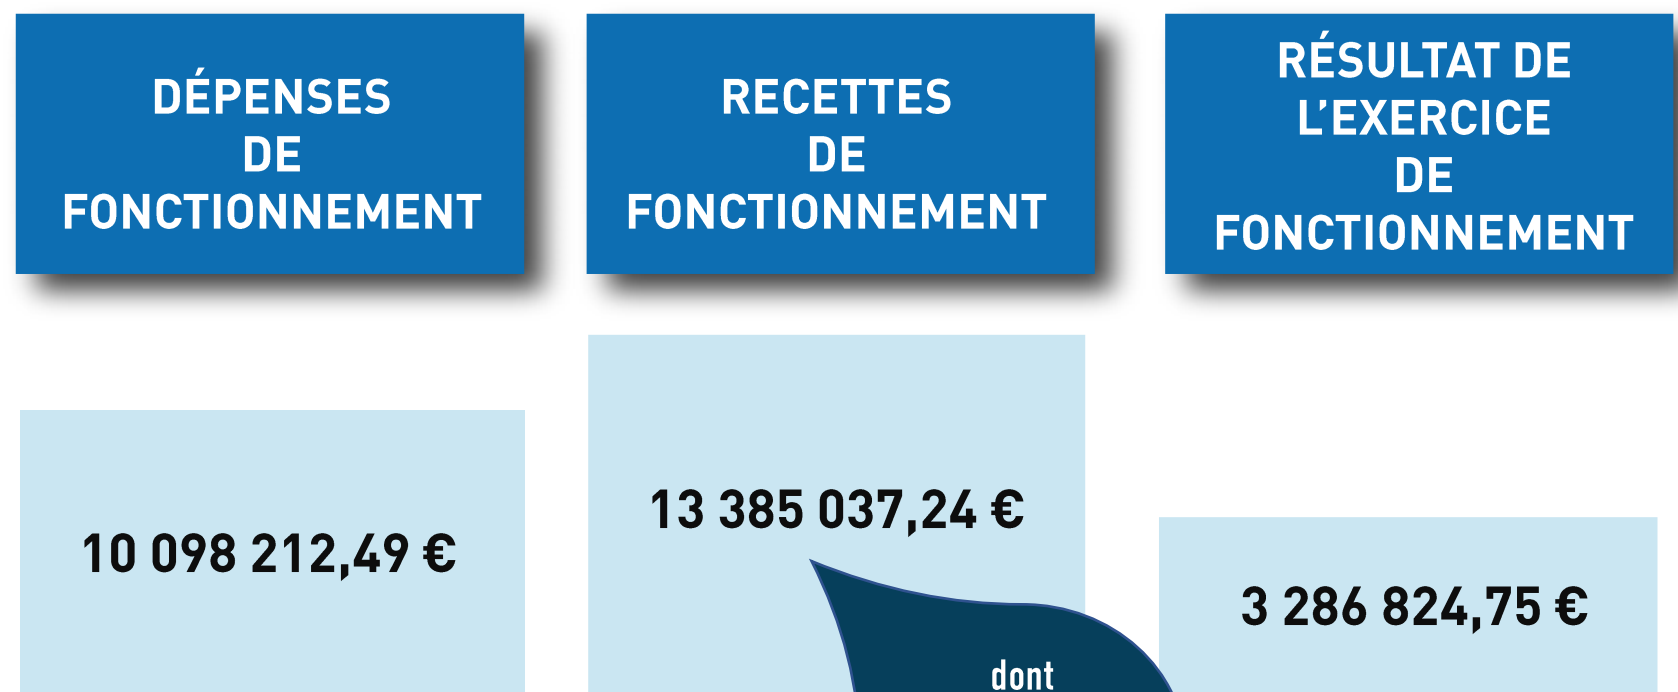 DÉPENSES
DE
FONCTIONNEMENT
RECETTES
DE
FONCTIONNEMENT
RÉSULTAT DE
L’EXERCICE
DE
FONCTIONNEMENT
10 098 212,49 €
13 385 037,24 €
3 286 824,75 €
dont